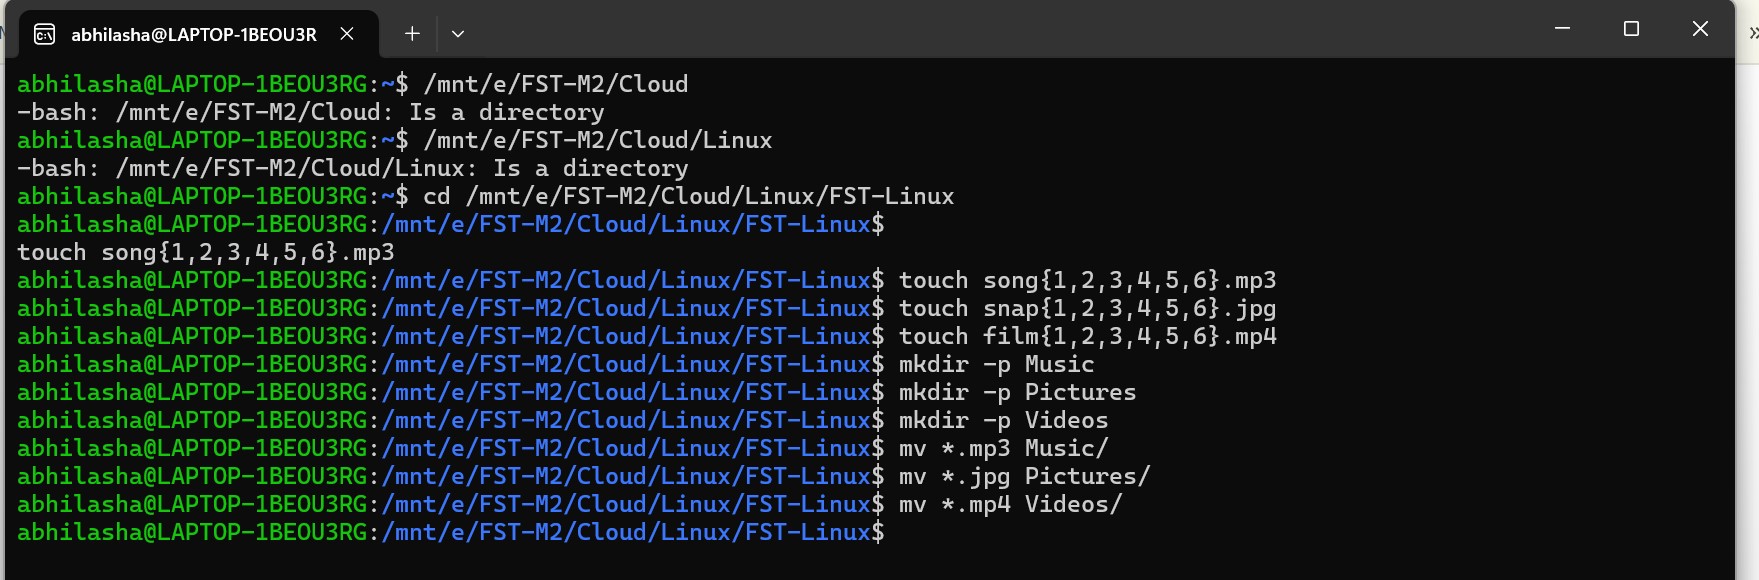 abhilasha@LAPTOP-1BEOU3R
abhilasha@LAPTOP-1BEOU3RG:~$ /mnt/e/FST-M2/Cloud
-bash: /mnt/e/FST-M2/Cloud: Is a directory
abhilasha@LAPTOP-1BEOU3RG:~$ /mnt/e/FST-M2/Cloud/Linux
-bash: /mnt/e/FST-M2/Cloud/Linux: Is a directory
abhilasha@LAPTOP-1BEOU3RG:~$ cd /mnt/e/FST-M2/Cloud/Linux/FST-Linux
abhilasha@LAPTOP-1BEOU3RG:/mnt/e/FST-M2/Cloud/Linux/FST-Linux$
touch song{1,2,3,4,5,6}.mp3
abhilasha@LAPTOP-1BEOU3RG:/mnt/e/FST-M2/Cloud/Linux/FST-Linux$ touch song{1,2,3,4,5,6}.mp3
abhilasha@LAPTOP-1BEOU3RG:/mnt/e/FST-M2/Cloud/Linux/FST-Linux$ touch snap{1,2,3,4,5,6}.jpg
abhilasha@LAPTOP-1BEOU3RG:/mnt/e/FST-M2/Cloud/Linux/FST-Linux$ touch film{1,2,3,4,5,6}.mp4
abhilasha@LAPTOP-1BEOU3RG:/mnt/e/FST-M2/Cloud/Linux/FST-Linux$ mkdir -p Music
abhilasha@LAPTOP-1BEOU3RG:/mnt/e/FST-M2/Cloud/Linux/FST-Linux$ mkdir -p Pictures
abhilasha@LAPTOP-1BEOU3RG:/mnt/e/FST-M2/Cloud/Linux/FST-Linux$ mkdir -p Videos
abhilasha@LAPTOP-1BEOU3RG:/mnt/e/FST-M2/Cloud/Linux/FST-Linux$ mv *.mp3 Music/
abhilasha@LAPTOP-1BEOU3RG:/mnt/e/FST-M2/Cloud/Linux/FST-Linux$ mv *.jpg Pictures/
abhilasha@LAPTOP-1BEOU3RG:/mnt/e/FST-M2/Cloud/Linux/FST-Linux$ mv *.mp4 Videos/
abhilasha@LAPTOP-1BEOU3RG:/mnt/e/FST-M2/Cloud/Linux/FST-Linux$